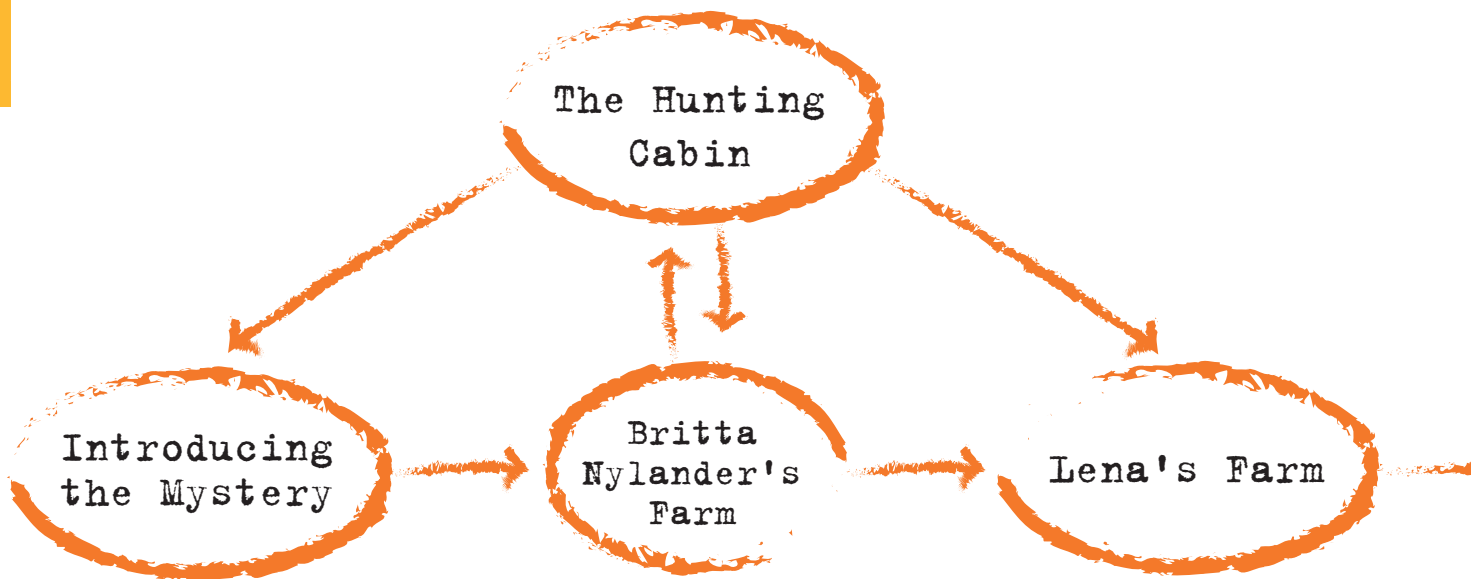 The Hunting
Cabin
Introducing
the Mystery
Britta
Nylander's
Farm
Lena's Farm